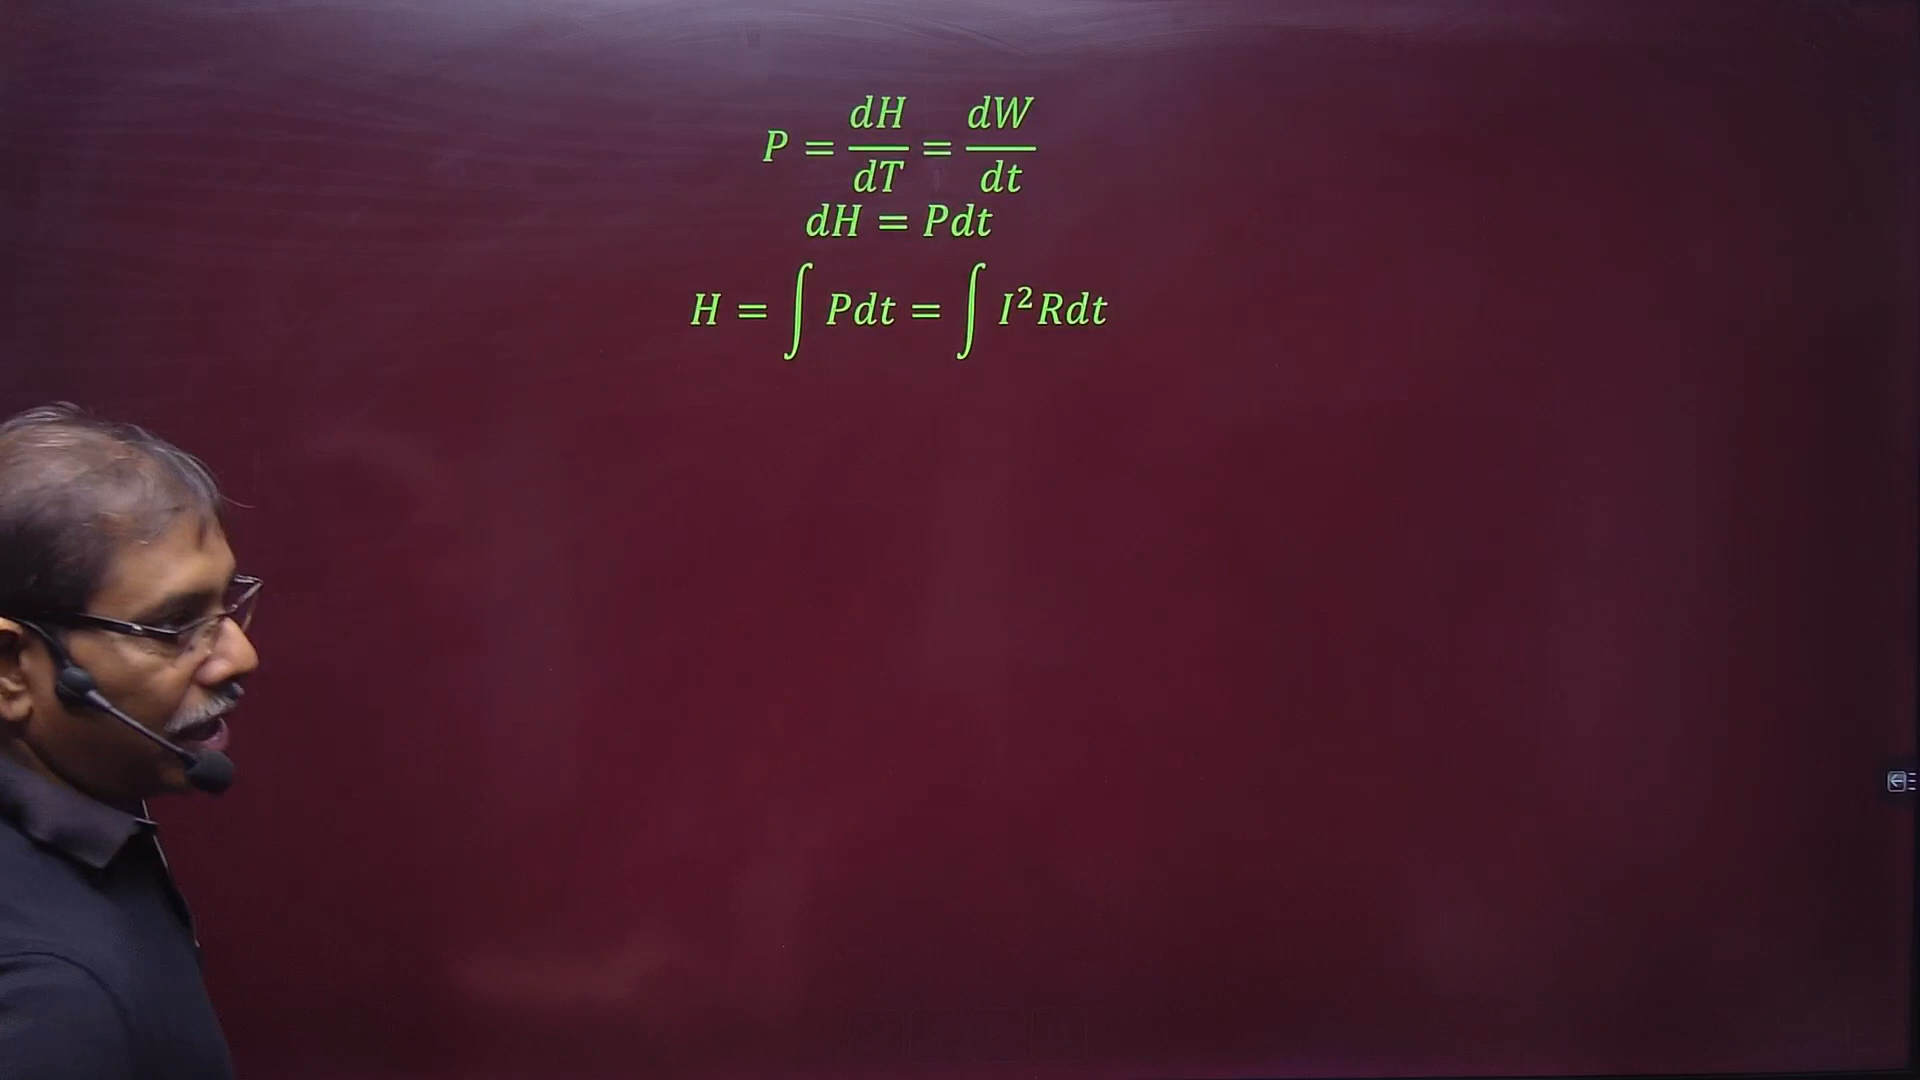 P = dH/dT = dW/dt
dH = Pdt
H = ∫ Pdt = ∫ I²Rdt